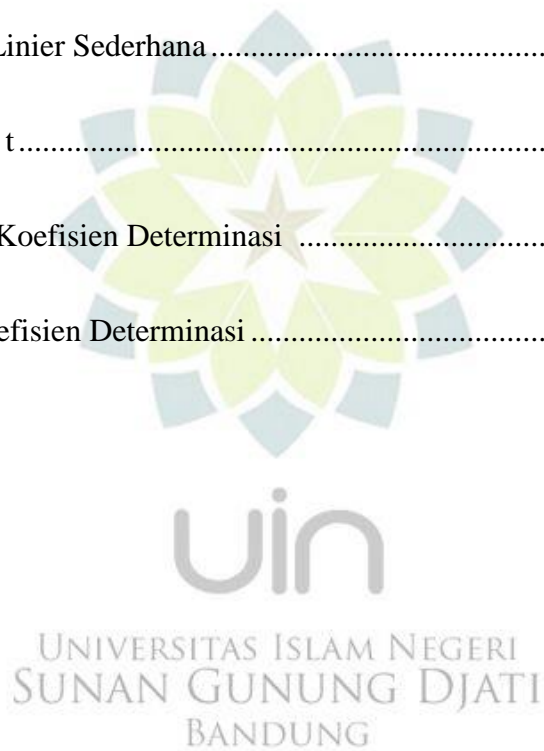 Linier Sederhana ........................................
t ................................................................
Koefisien Determinasi ..............................
efisien Determinasi ....................................
uin
UNIVERSITAS ISLAM NEGERI
SUNAN GUNUNG DJATI
BANDUNG